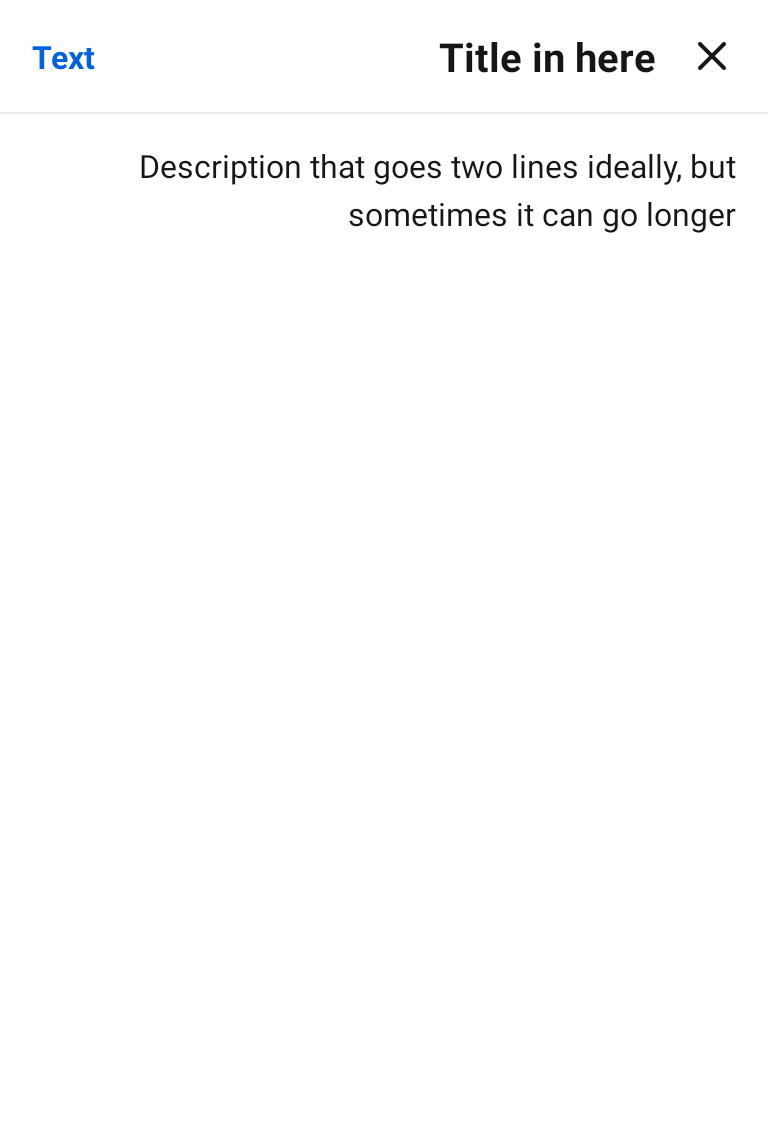 Text
Title in here
Description that goes two lines ideally, but
sometimes it can go longer